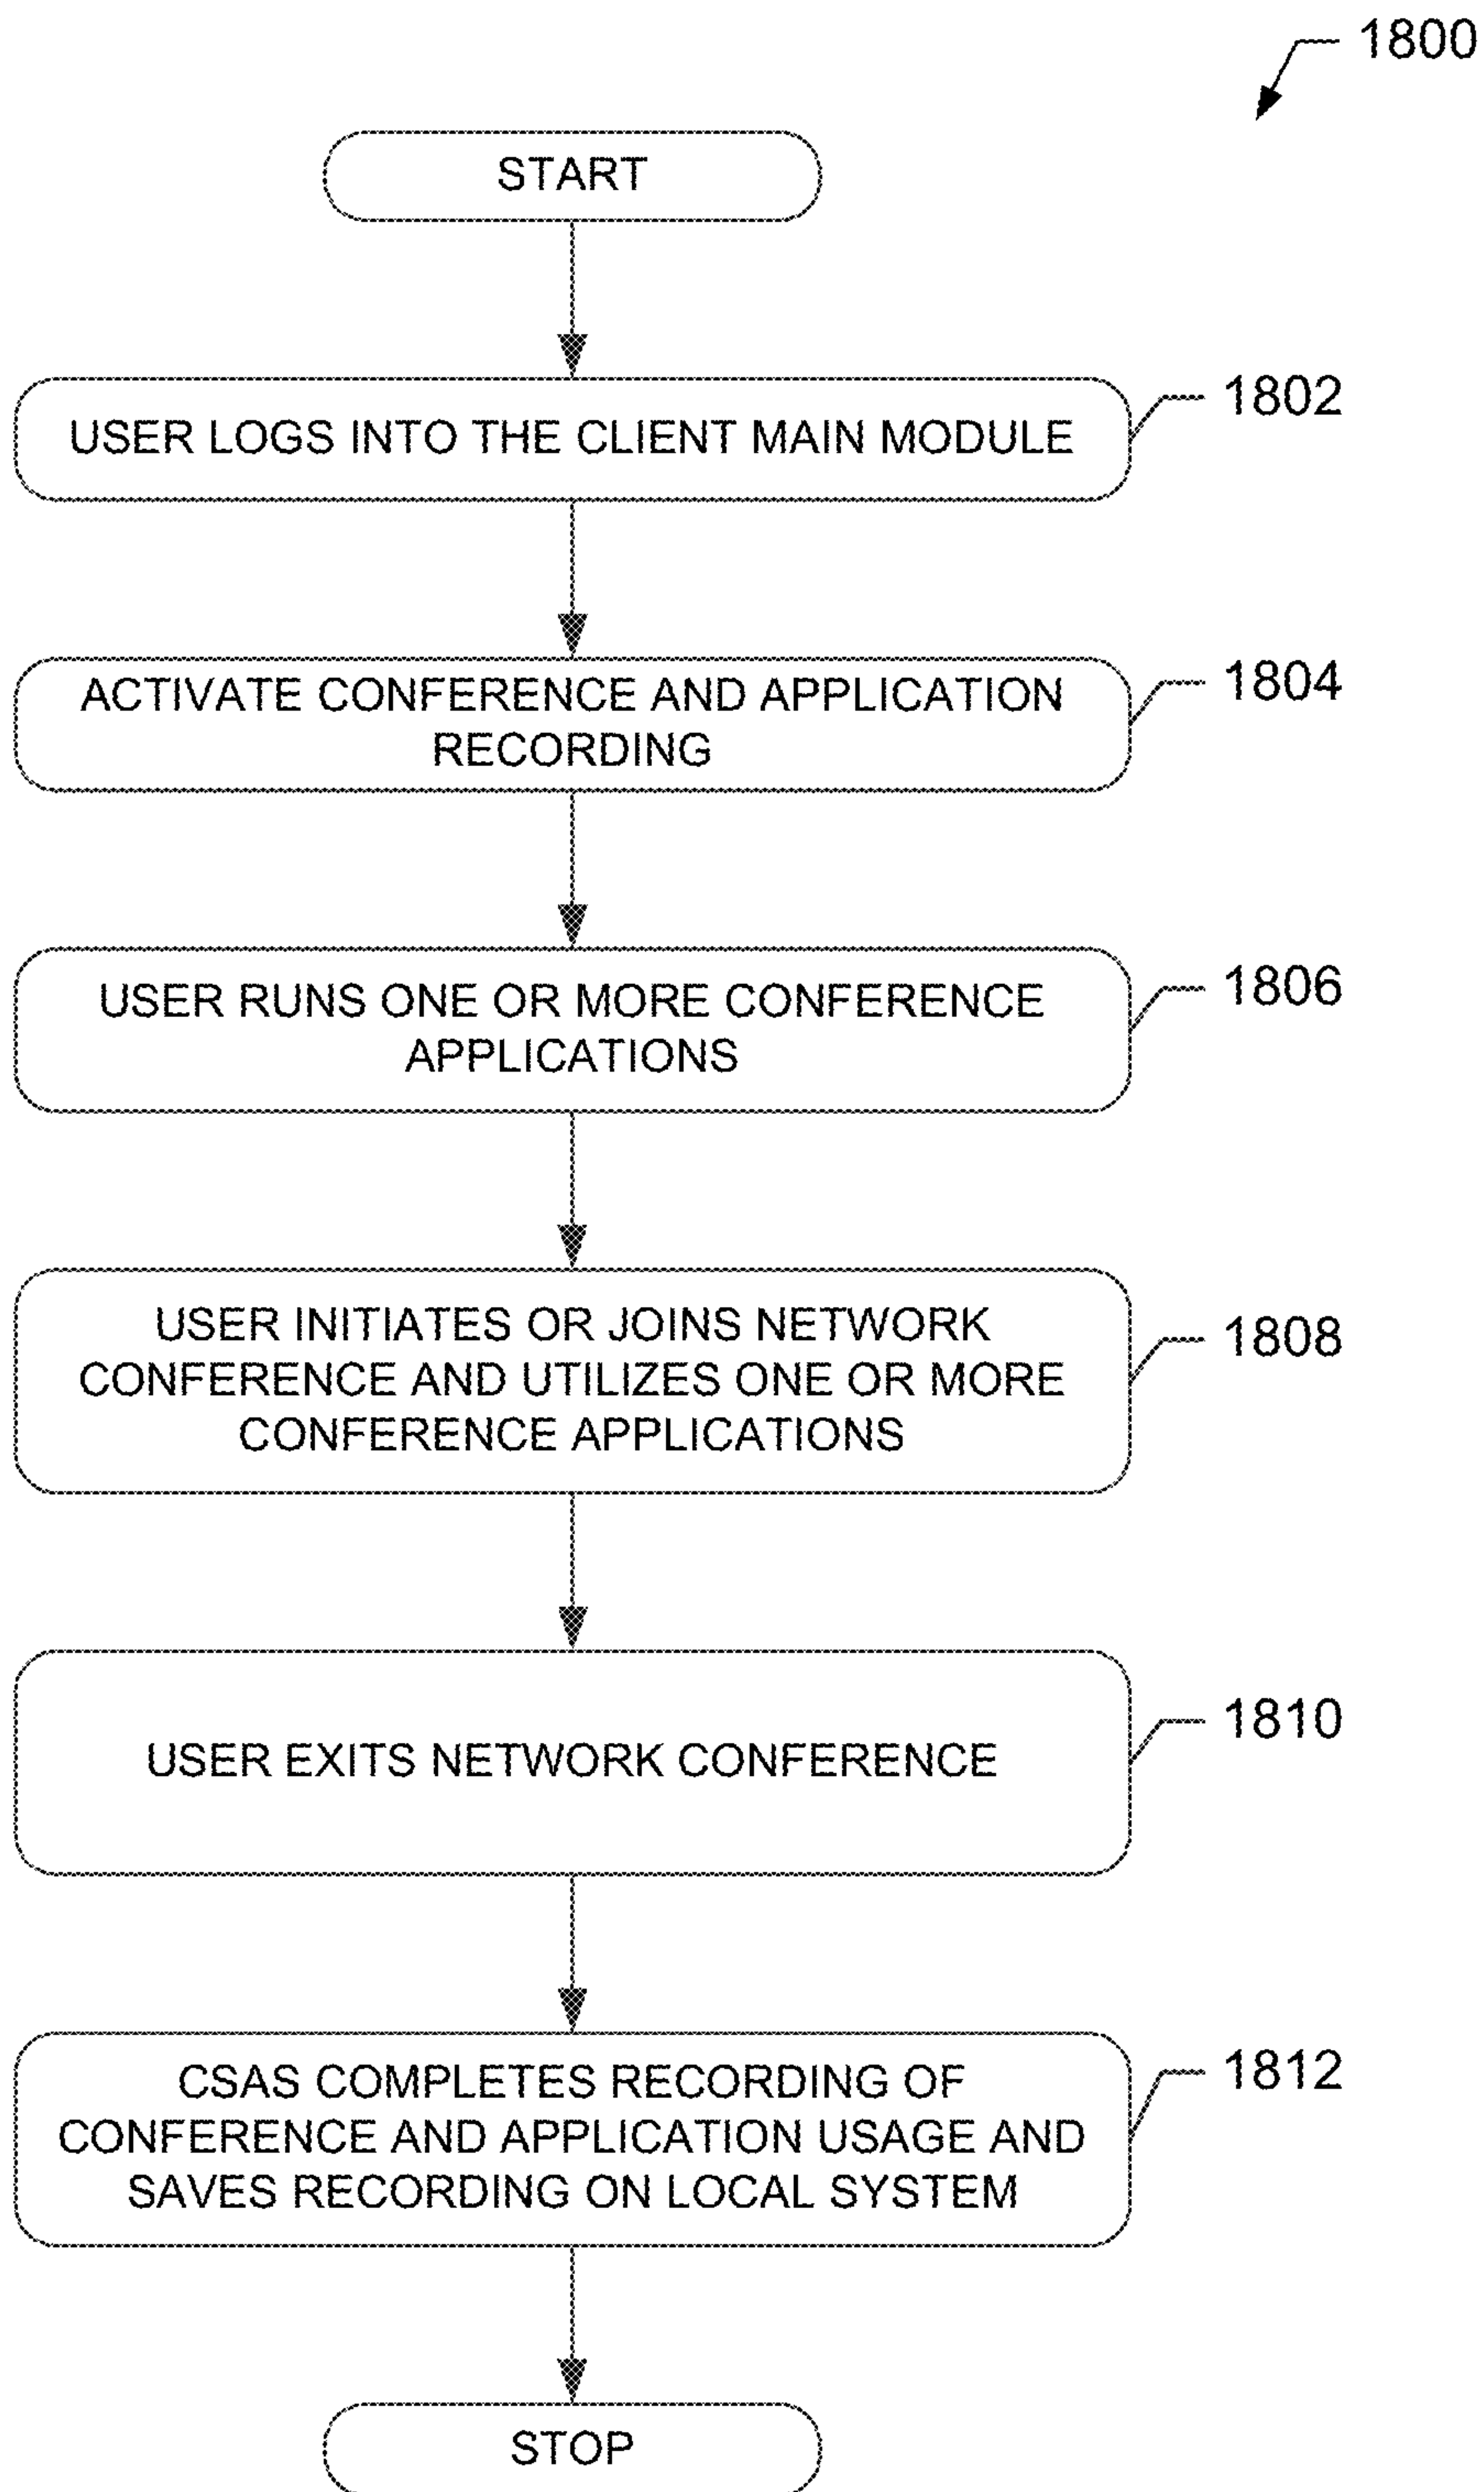 1800
START
USER LOGS INTO THE CLIENT MAIN MODULE
1802
ACTIVATE CONFERENCE AND APPLICATION
RECORDING
1804
USER RUNS ONE OR MORE CONFERENCE
APPLICATIONS
1806
USER INITIATES OR JOINS NETWORK
CONFERENCE AND UTILIZES ONE OR MORE
CONFERENCE APPLICATIONS
1808
USER EXITS NETWORK CONFERENCE
1810
CSAS COMPLETES RECORDING OF
CONFERENCE AND APPLICATION USAGE AND
SAVES RECORDING ON LOCAL SYSTEM
1812
STOP